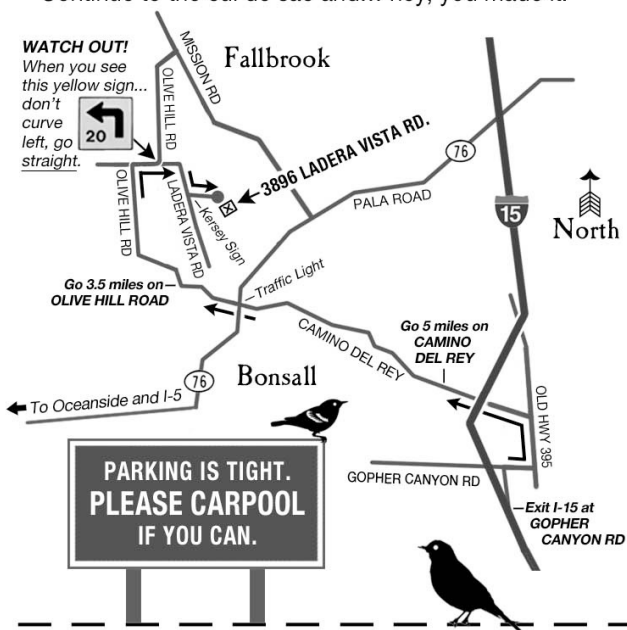 Continue to the cul de sac and... hey, you made it!
WATCH OUT!
When you see
this yellow sign...
don't
curve
left, go
straight.
20
Fallbrook
MISSION RD
OLIVE HILL RD
3896 LADERA VISTA RD.
76
PALA ROAD
15
North
OLIVE HILL RD
LADERA VISTA RD
Kersey Sign
Go 3.5 miles on
OLIVE HILL ROAD
Traffic Light
CAMINO DEL REY
Go 5 miles on
CAMINO
DEL REY
76
Bonsall
To Oceanside and I-5
OLD HWY 395
GOPHER CANYON RD
Exit I-15 at
GOPHER
CANYON RD
PARKING IS TIGHT.
PLEASE CARPOOL
IF YOU CAN.